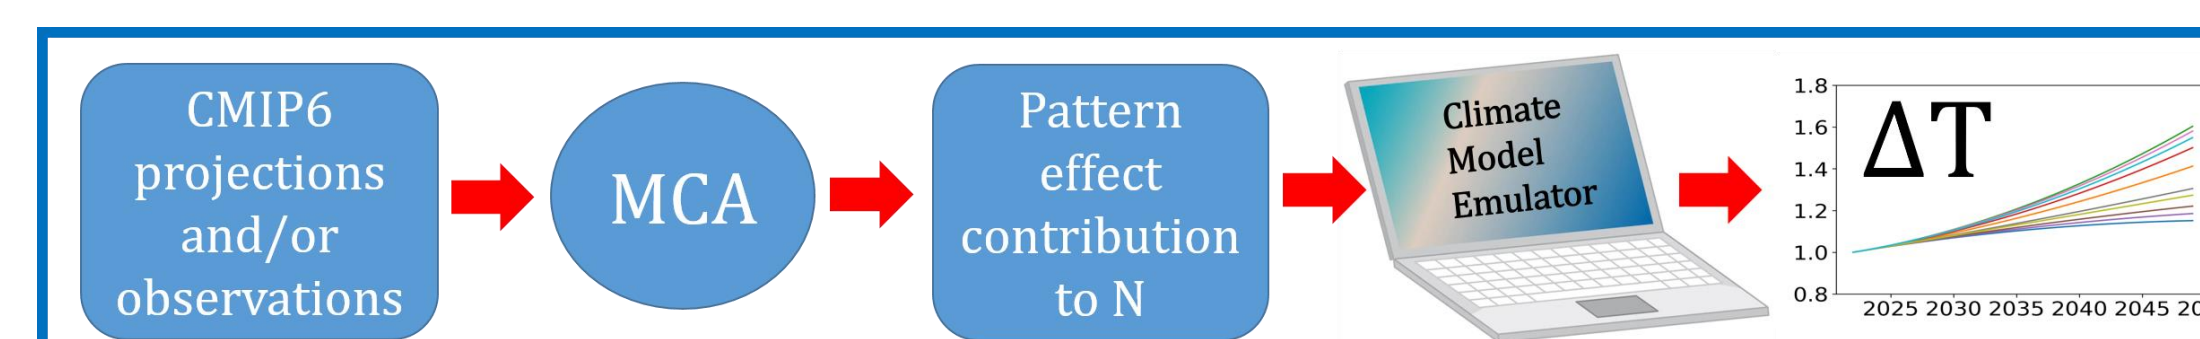 CMIP6
projections
and/or
observations
MCA
Pattern
effect
contribution
to N
Climate
Model
Emulator
ΔT
1.8
1.6
1.4
1.2
1.0
0.8
2025 2030 2035 2040 2045